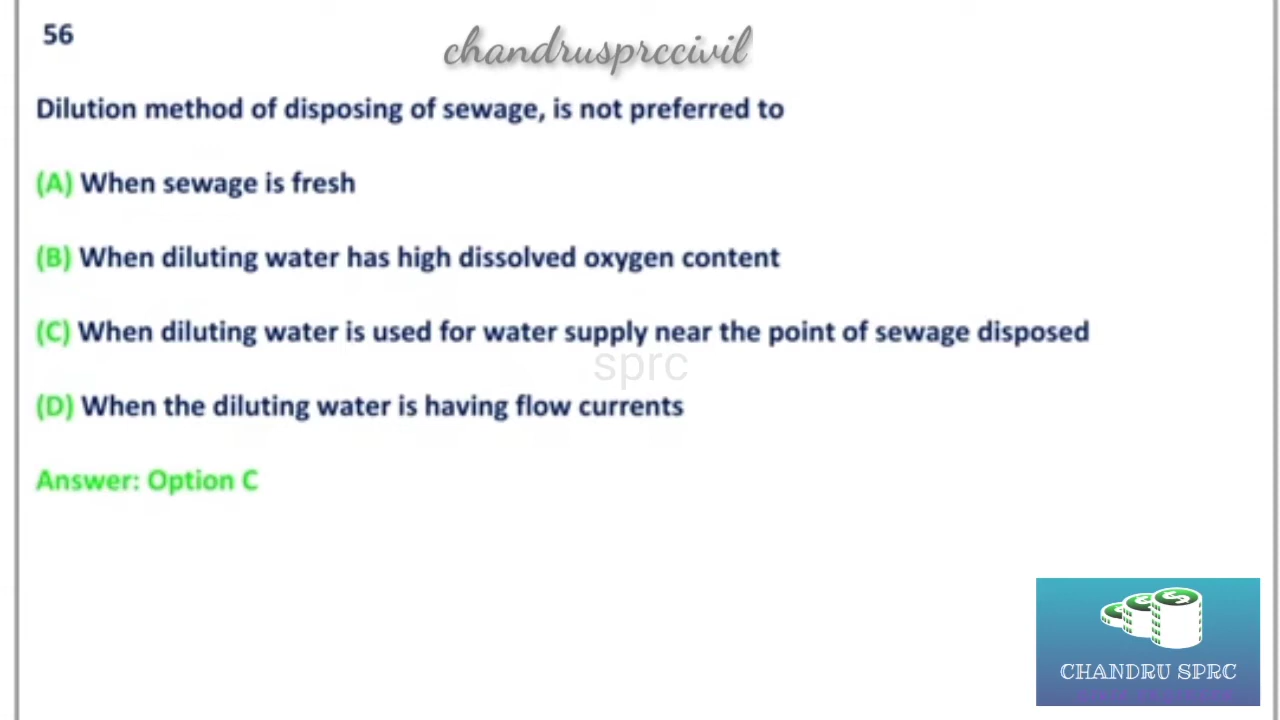 56
chandrusprccivil
Dilution method of disposing of sewage, is not preferred to
(A) When sewage is fresh
(B) When diluting water has high dissolved oxygen content
(C) When diluting water is used for water supply near the point of sewage disposed
sprc
(D) When the diluting water is having flow currents
Answer: Option C
CHANDRU SPRC